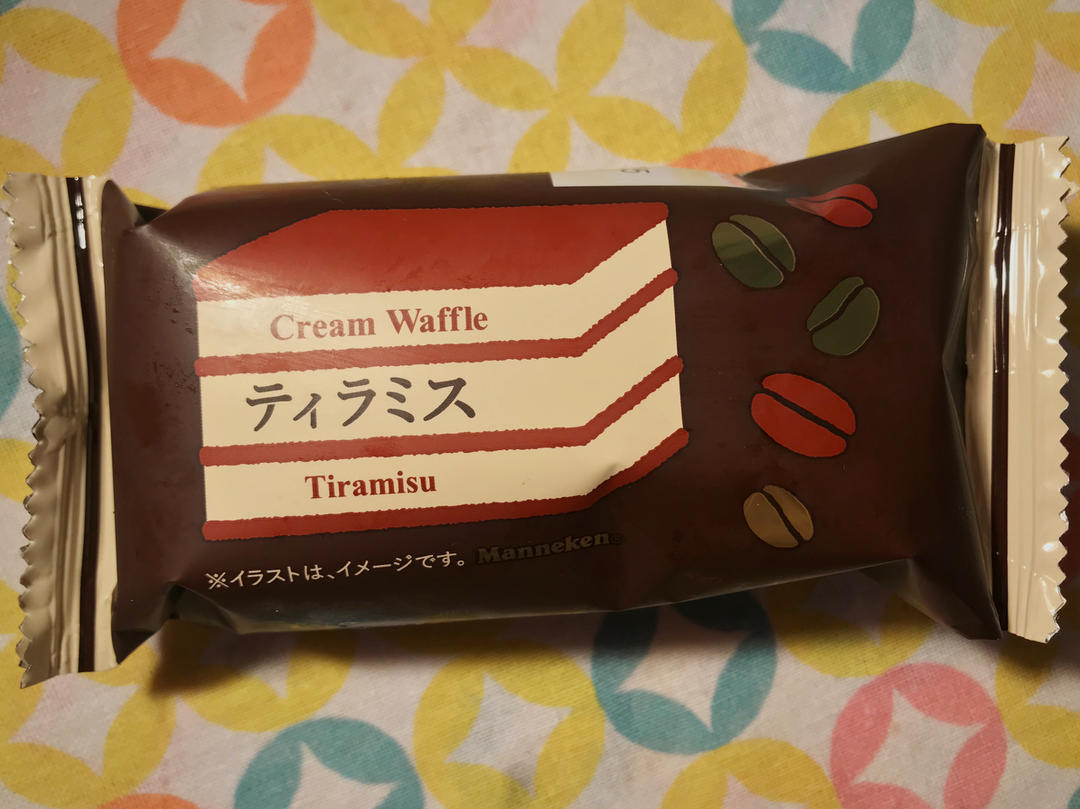 Cream Waffle
ティラミス
Tiramisu
※イラストは、イメージです。
Manneken®